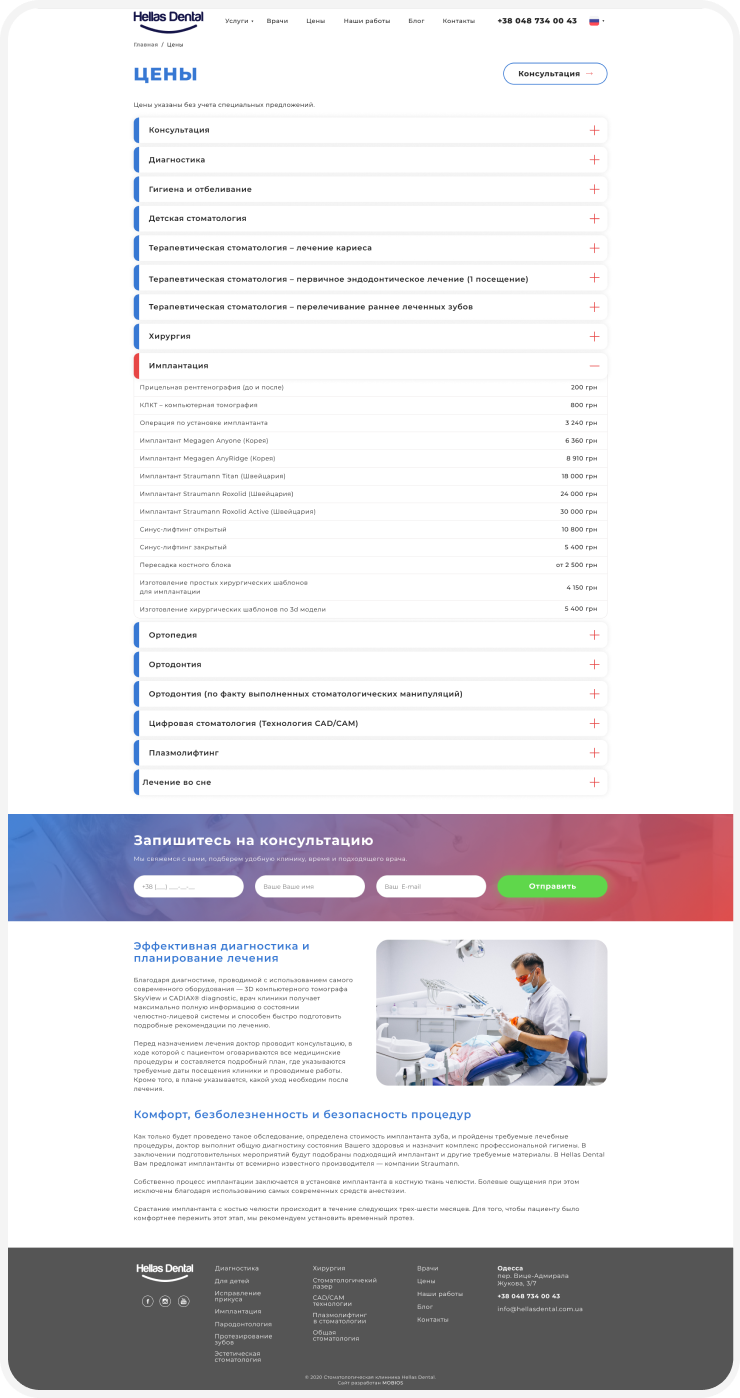 Hellas Dental
Услуги Врачи Цены Наши работы Блог Контакты +38 048 734 00 43
Главная / Цены
ЦЕНЫ
Консультация →
Цены указаны без учета специальных предложений.
Консультация
Диагностика
Гигиена и отбеливание
Детская стоматология
Терапевтическая стоматология – лечение кариеса
Терапевтическая стоматология – первичное эндодонтическое лечение (1 посещение)
Терапевтическая стоматология – перелечивание раннее леченных зубов
Хирургия
Имплантация
Прицельная рентгенография (до и после) 200 грн
КЛКТ – компьютерная томография 800 грн
Операция по установке имплантанта 3 240 грн
Имплантант Megagen Anyone (Корея) 6 360 грн
Имплантант Megagen AnyRidge (Корея) 8 910 грн
Имплантант Straumann Titan (Швейцария) 18 000 грн
Имплантант Straumann Roxolid (Швейцария) 24 000 грн
Имплантант Straumann Roxolid Active (Швейцария) 30 000 грн
Синус-лифтинг открытый 10 800 грн
Синус-лифтинг закрытый 5 400 грн
Пересадка костного блока от 2 500 грн
Изготовление простых хирургических шаблонов
для имплантации 4 150 грн
Изготовление хирургических шаблонов по 3d модели 5 400 грн
Ортопедия
Ортодонтия
Ортодонтия (по факту выполненных стоматологических манипуляций)
Цифровая стоматология (Технология CAD/CAM)
Плазмолифтинг
Лечение во сне
Запишитесь на консультацию
Мы свяжемся с вами, подберем удобную клинику, время и подходящего врача.
+38 (___) ___-__-__ Ваше Ваше имя Ваш E-mail Отправить
Эффективная диагностика и
планирование лечения
Благодаря диагностике, проводимой с использованием самого
современного оборудования — 3D компьютерного томографа
SkyView и CADIAX® diagnostic, врач клиники получает
максимально полную информацию о состоянии
челюстно-лицевой системы и способен быстро подготовить
подробные рекомендации по лечению.
Перед назначением лечения доктор проводит консультацию, в
ходе которой с пациентом оговариваются все медицинские
процедуры и составляется подробный план, где указываются
требуемые даты посещения клиники и проводимые работы.
Кроме того, в плане указывается, какой уход необходим после
лечения.
Комфорт, безболезненность и безопасность процедур
Как только будет проведено такое обследование, определена стоимость имплантанта зуба, и пройдены требуемые лечебные
процедуры, доктор выполнит общую диагностику состояния Вашего здоровья и назначит комплекс профессиональной гигиены. В
заключении подготовительных мероприятий будут подобраны подходящий имплантант и другие требуемые материалы. В Hellas Dental
Вам предложат имплантанты от всемирно известного производителя — компании Straumann.
Собственно процесс имплантации заключается в установке имплантанта в костную ткань челюсти. Болевые ощущения при этом
исключены благодаря использованию самых современных средств анестезии.
Срастание имплантанта с костью челюсти происходит в течение следующих трех-шести месяцев. Для того, чтобы пациенту было
комфортнее пережить этот этап, мы рекомендуем установить временный протез.
Hellas Dental
Диагностика
Для детей
Исправление
прикуса
Имплантация
Пародонтология
Протезирование
зубов
Эстетическая
стоматология
Хирургия
Стоматологичекий
лазер
CAD/CAM
технологии
Плазмолифтинг
в стоматологии
Общая
стоматология
Врачи
Цены
Наши работы
Блог
Контакты
Одесса
пер. Вице-Адмирала
Жукова, 3/7
+38 048 734 00 43
info@hellasdental.com.ua
© 2020 Стоматологическая клиника Hellas Dental.
Сайт разработан MOBIOS